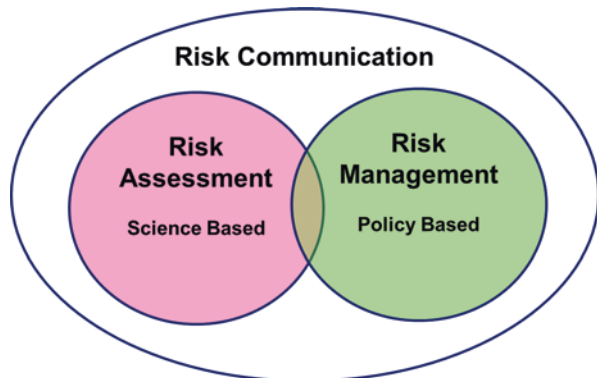 Risk Communication
Risk
Assessment
Science Based
Risk
Management
Policy Based